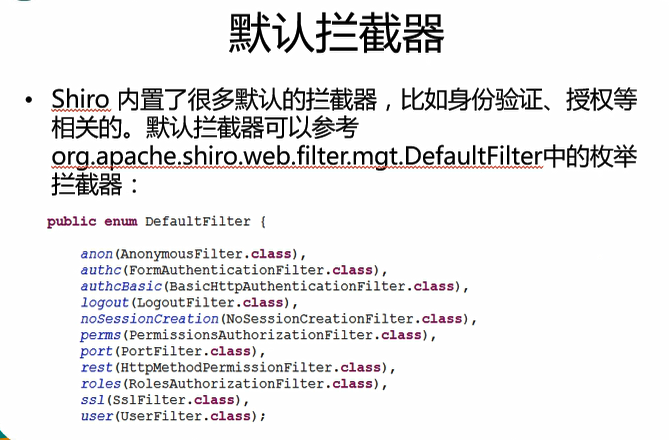 默认拦截器
• Shiro 内置了很多默认的拦截器，比如身份验证、授权等
相关的。默认拦截器可以参考
org.apache.shiro.web.filter.mgt.DefaultFilter中的枚举
拦截器：
public enum DefaultFilter {
anon(AnonymousFilter.class),
authc(FormAuthenticationFilter.class),
authcBasic(BasicHttpAuthenticationFilter.class),
logout(LogoutFilter.class),
noSessionCreation(NoSessionCreationFilter.class),
perms(PermissionsAuthorizationFilter.class),
port(PortFilter.class),
rest(HttpMethodPermissionFilter.class),
roles(RolesAuthorizationFilter.class),
ssl(SslFilter.class),
user(UserFilter.class);